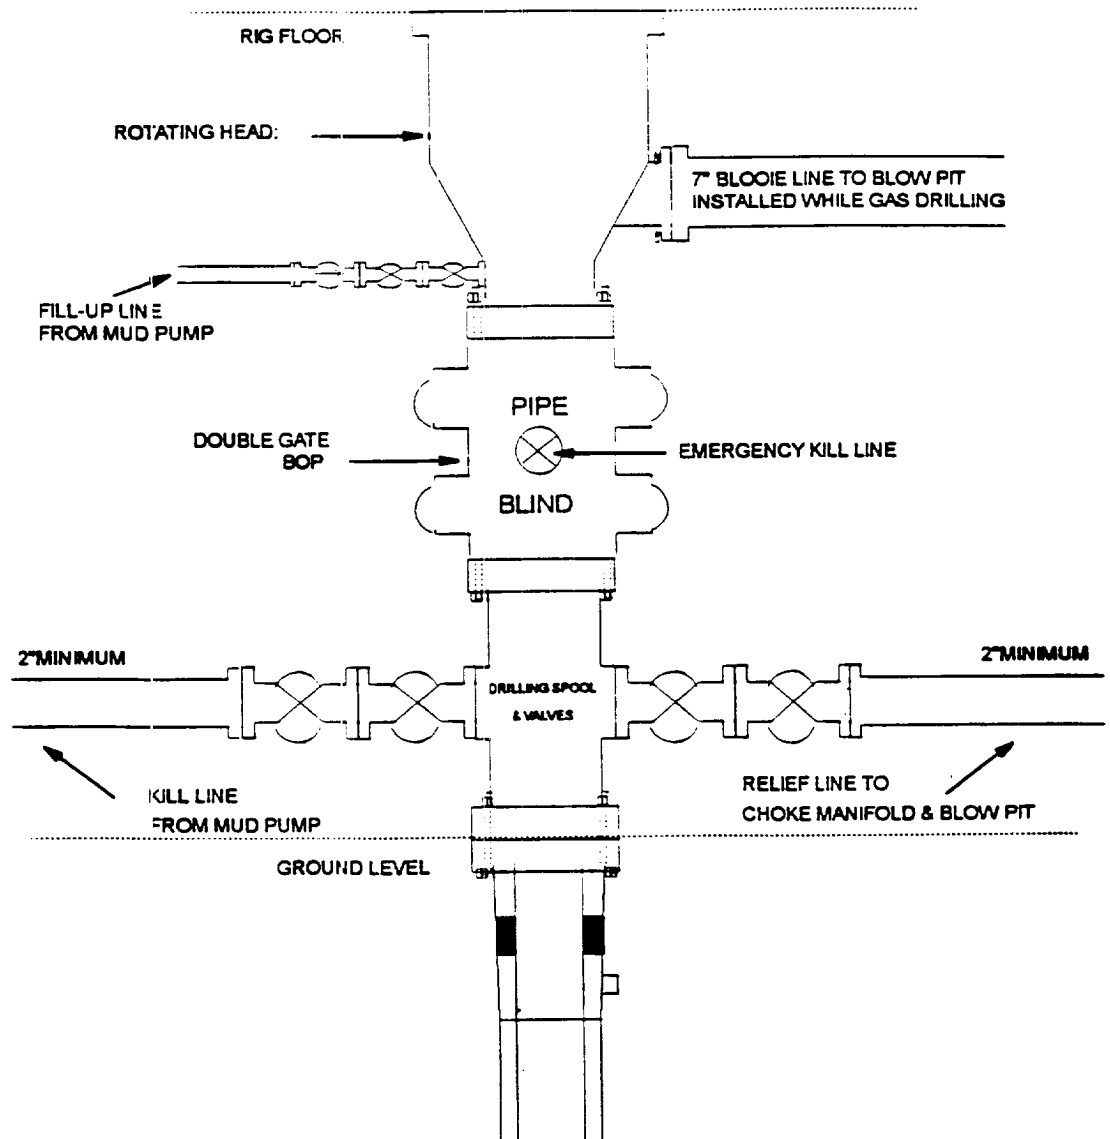 RIG FLOOR
ROTATING HEAD:
7" BLOOIE LINE TO BLOW PIT
INSTALLED WHILE GAS DRILLING
FILL-UP LINE
FROM MUD PUMP
PIPE
DOUBLE GATE
BOP
EMERGENCY KILL LINE
BLIND
2"MINIMUM
2"MINIMUM
DRILLING SPOOL
& VALVES
KILL LINE
FROM MUD PUMP
RELIEF LINE TO
CHOKE MANIFOLD & BLOW PIT
GROUND LEVEL